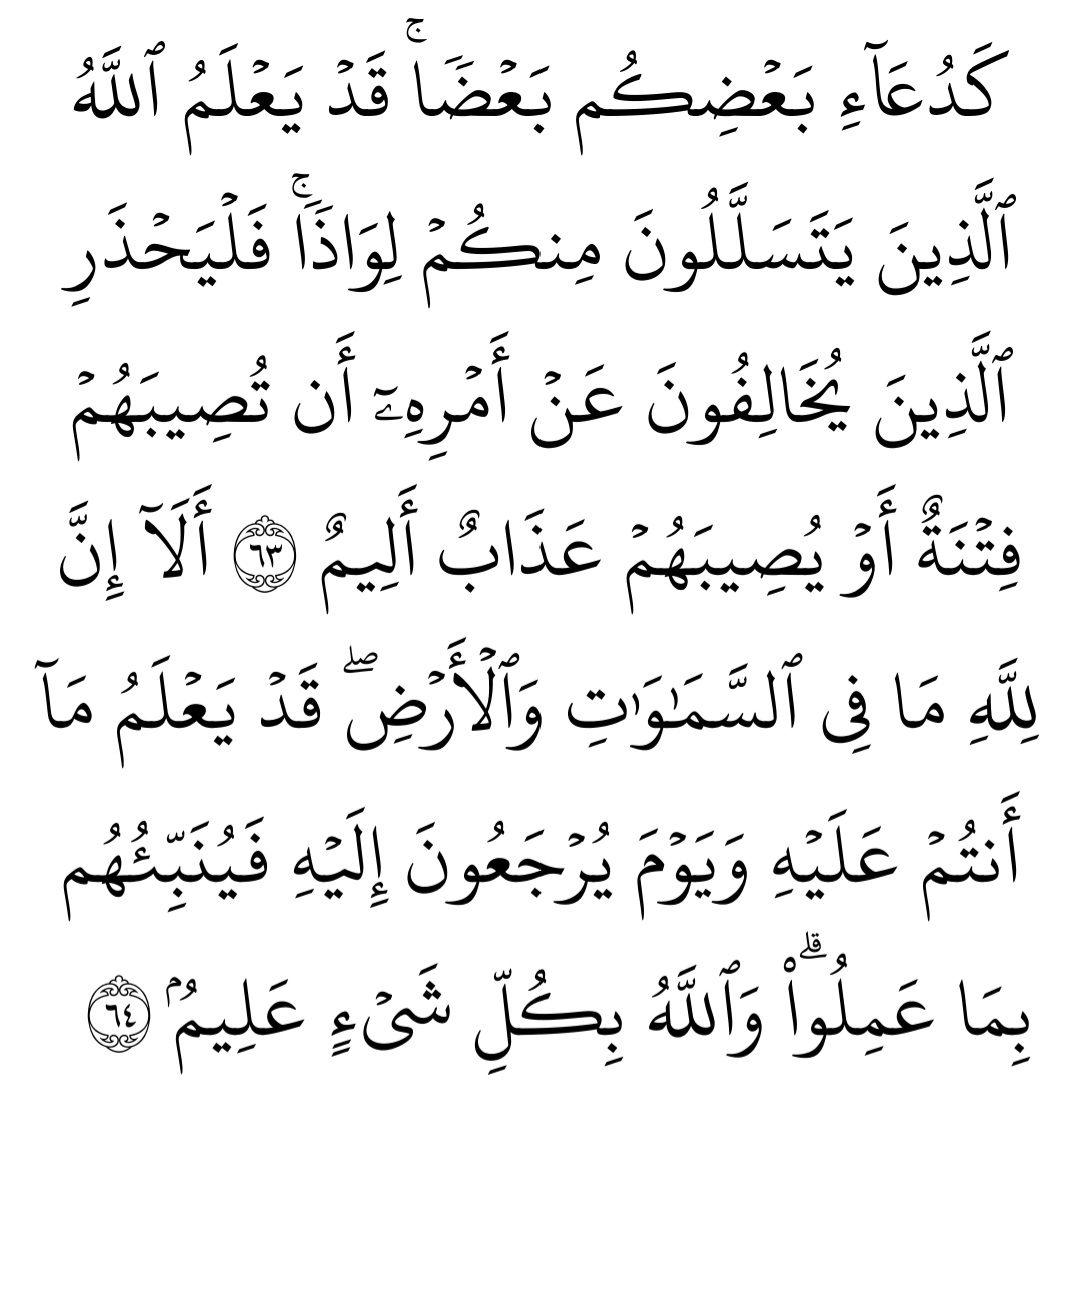 كَدُعَآءِ بَعْضِكُم بَعْضًا ۚ قَدْ يَعْلَمُ ٱللَّهُ
ٱلَّذِينَ يَتَسَلَّلُونَ مِنكُمْ لِوَاذًا ۚ فَلْيَحْذَرِ
ٱلَّذِينَ يُخَالِفُونَ عَنْ أَمْرِهِۦٓ أَن تُصِيبَهُمْ
فِتْنَةٌ أَوْ يُصِيبَهُمْ عَذَابٌ أَلِيمٌ ٦٣ أَلَآ إِنَّ
لِلَّهِ مَا فِى ٱلسَّمَـٰوَٰتِ وَٱلْأَرْضِ ۖ قَدْ يَعْلَمُ مَآ
أَنتُمْ عَلَيْهِ وَيَوْمَ يُرْجَعُونَ إِلَيْهِ فَيُنَبِّئُهُم
بِمَا عَمِلُوا۟ ۗ وَٱللَّهُ بِكُلِّ شَىْءٍ عَلِيمٌۢ ٦٤